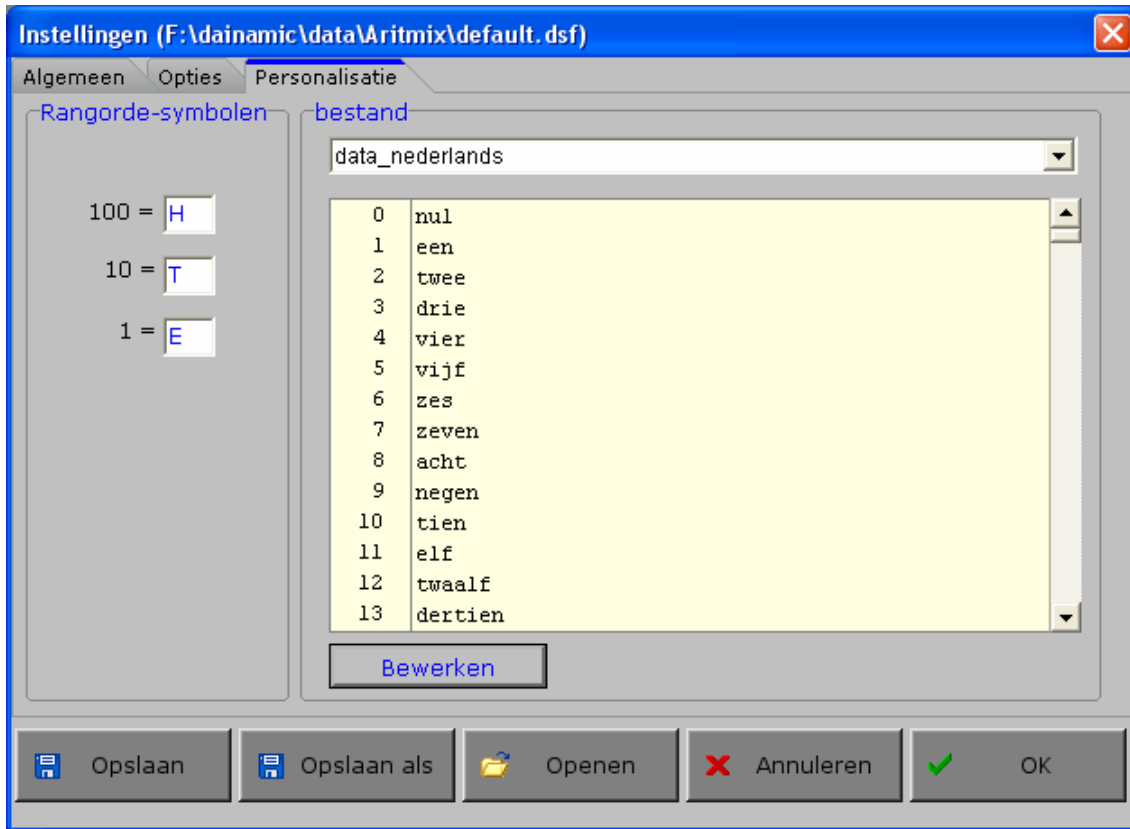 Instellingen (F:\dainamic\data\Aritmix\default.dsf)
Algemeen Opties Personalisatie
Rangorde-symbolen
100 = H
10 = T
1 = E
bestand
data_nederlands
0 nul
1 een
2 twee
3 drie
4 vier
5 vijf
6 zes
7 zeven
8 acht
9 negen
10 tien
11 elf
12 twaalf
13 dertien
Bewerken
Opslaan Opslaan als Openen Annuleren OK